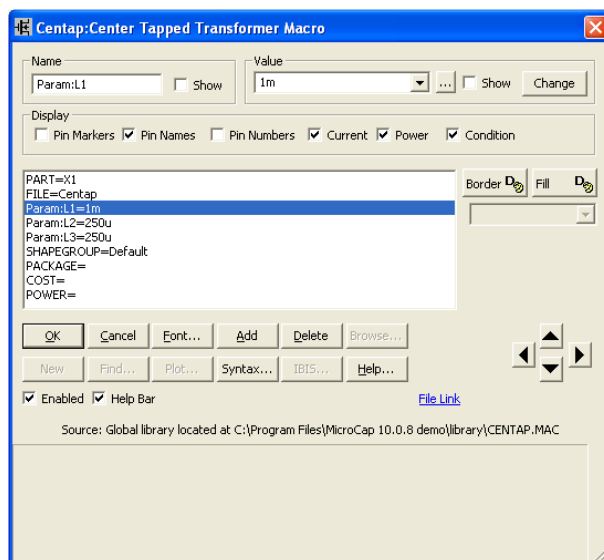 Centap:Center Tapped Transformer Macro
Name
Value
Param:L1
Show
1m
...
Show
Change
Display
Pin Markers
Pin Names
Pin Numbers
Current
Power
Condition
PART=X1
FILE=Centap
Param:L1=1m
Param:L2=250u
Param:L3=250u
SHAPEGROUP=Default
PACKAGE=
COST=
POWER=
Border D
Fill D
OK
Cancel
Font...
Add
Delete
Browse...
New
Find...
Plot...
Syntax...
IBIS...
Help...
Enabled
Help Bar
File Link
Source: Global library located at C:\Program Files\MicroCap 10.0.8 demo\library\CENTAP.MAC